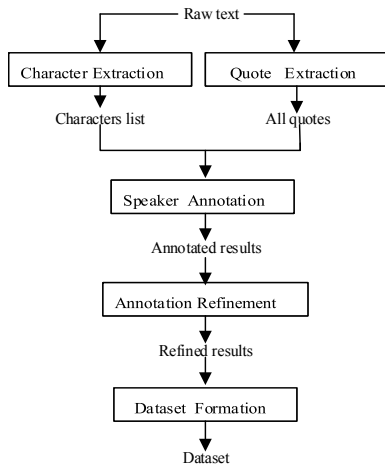 Raw text
Character Extraction
Quote Extraction
Characters list
All quotes
Speaker Annotation
Annotated results
Annotation Refinement
Refined results
Dataset Formation
Dataset